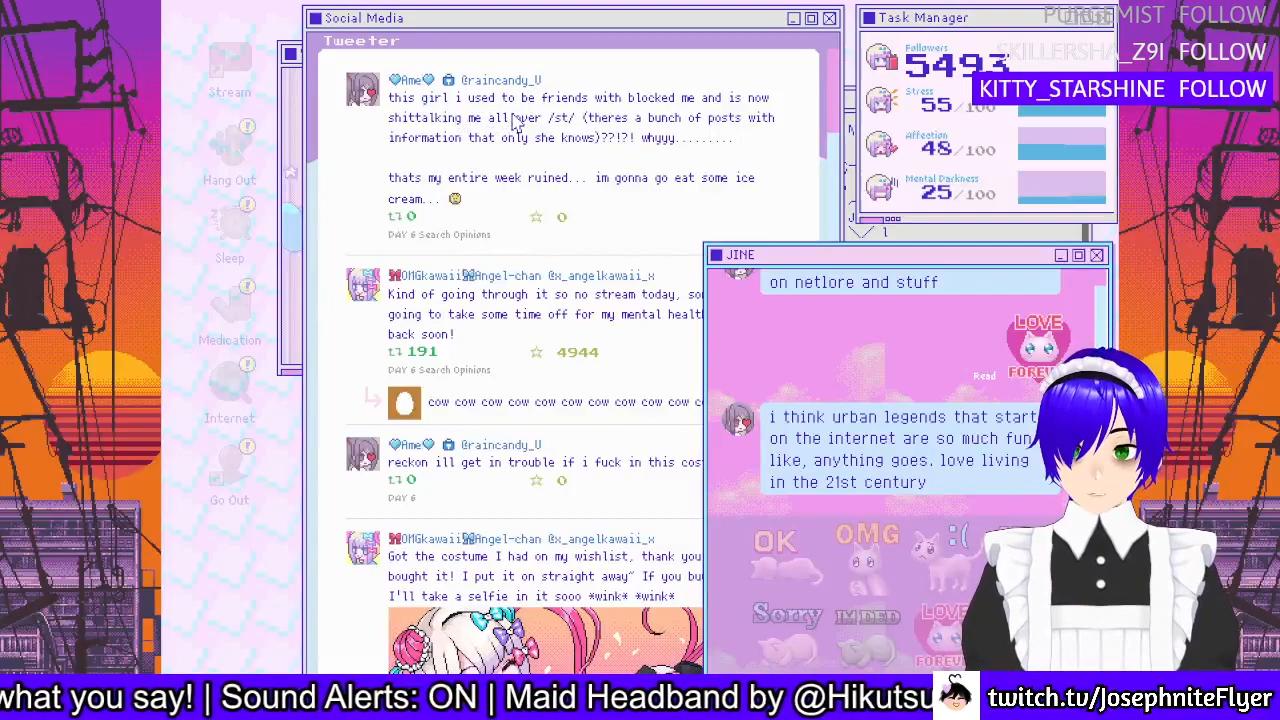 Social Media
Tweeter
Stream
Hang Out
Sleep
Medication
Internet
Go Out
Ame @raincandy_U
this girl i used to be friends with blocked me and is now
shittalking me all over /st/ (theres a bunch of posts with
information that only she knows)??!?! whyyy.........
thats my entire week ruined... im gonna go eat some ice
cream...
0 0
DAY 6 Search Opinions
OMGkawaii Angel-chan @x_angelkawaii_x
Kind of going through it so no stream today,
going to take some time off for my mental
back soon!
191 4944
DAY 6 Search Opinions
cow cow cow cow cow cow cow cow cow cow cow
Ame @raincandy_U
reckon ill get in trouble if i fuck in this
0 0
DAY 6
OMGkawaii Angel-chan @x_angelkawaii_x
Got the costume I had on my wishlist, thank you
bought it! I put it on straight away~ If you
I'll take a selfie in it sooo *wink* *wink*
Task Manager
Followers
5493
Stress
55/100
Affection
48/100
Mental Darkness
25/100
PURGEMIST FOLLOW
SKILLERSHA_Z9I FOLLOW
KITTY_STARSHINE FOLLOW
JINE
on netlore and stuff
LOVE
FOREVER
Read
i think urban legends that start
on the internet are so much fun
like, anything goes. love living
in the 21st century
OK
OMG
:(
Sorry
IM DED
LOVE
FOREVER
what you say! | Sound Alerts: ON | Maid Headband by @Hikutsu
twitch.tv/JosephniteFlyer